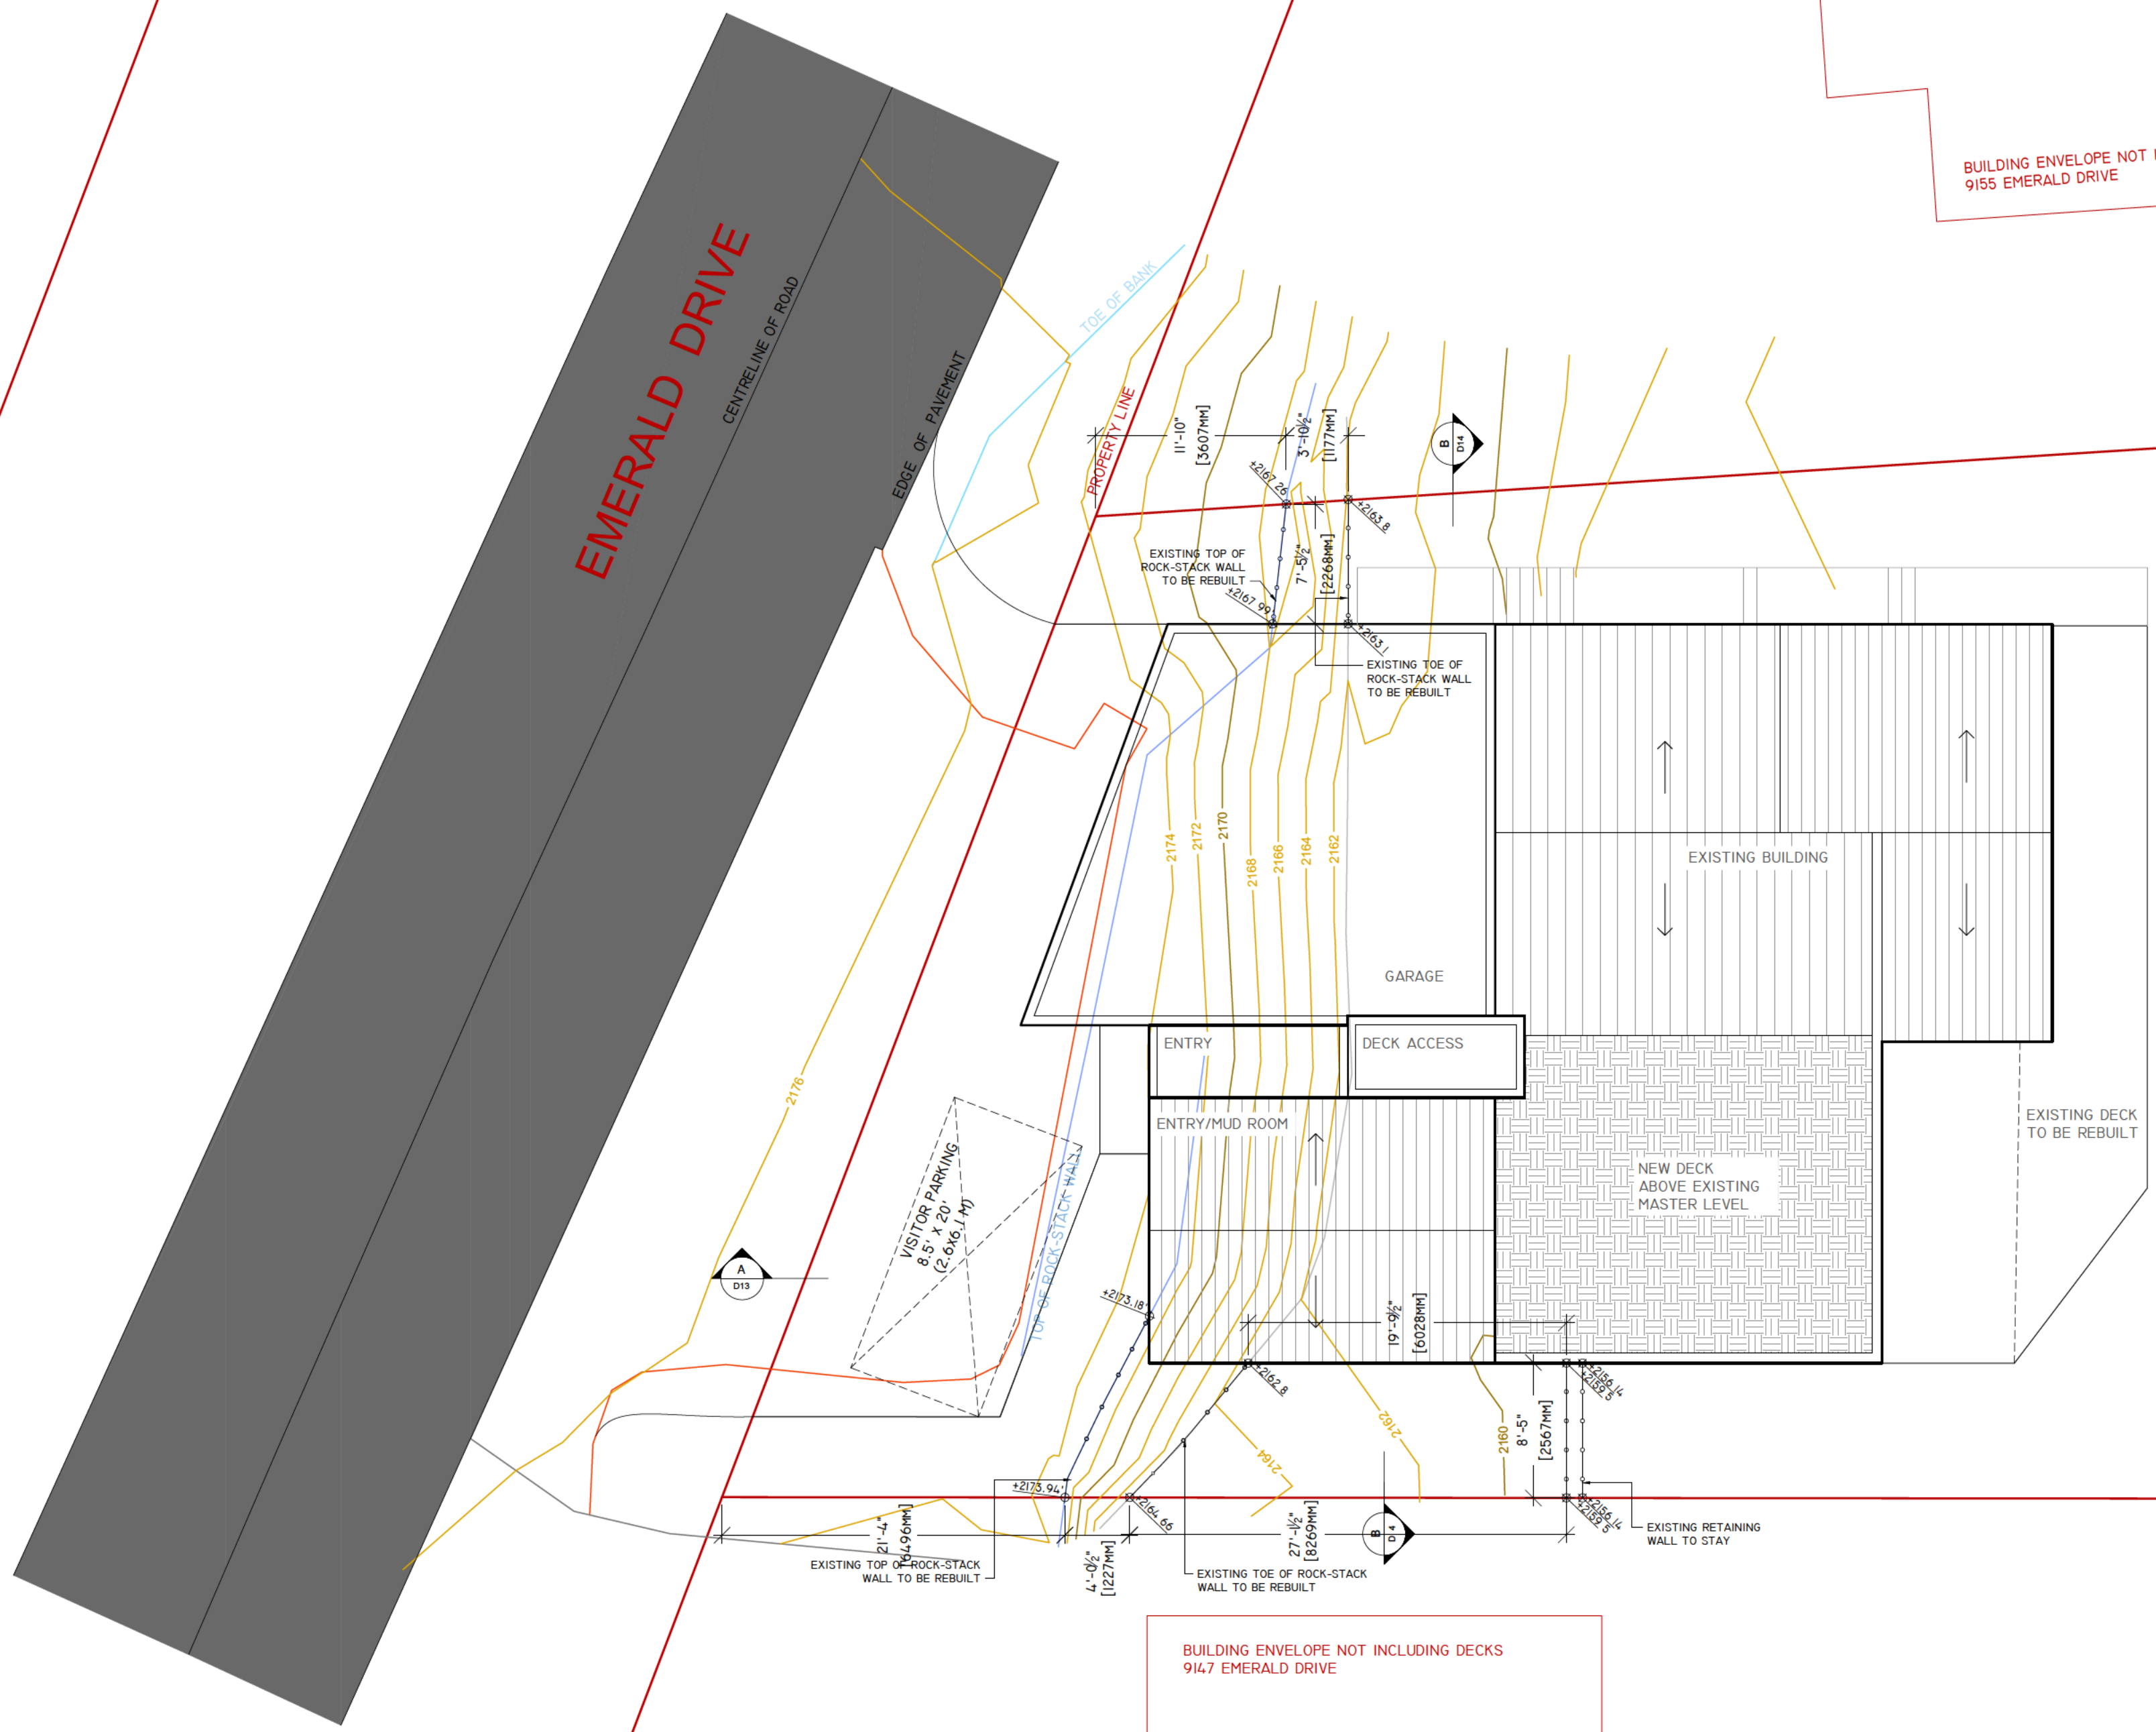 BUILDING ENVELOPE NOT
9155 EMERALD DRIVE
EMERALD DRIVE
CENTRELINE OF ROAD
EDGE OF PAVEMENT
TOE OF BANK
PROPERTY LINE
11'-10"
[3607MM]
3'-10½"
[1177MM]
B
D14
+2167.26
+2163.8
7'-5½"
[2268MM]
EXISTING TOP OF
ROCK-STACK WALL
TO BE REBUILT
+2167.99
+2163.1
EXISTING TOE OF
ROCK-STACK WALL
TO BE REBUILT
2174
2172
2170
2168
2166
2164
2162
EXISTING BUILDING
GARAGE
ENTRY
DECK ACCESS
ENTRY/MUD ROOM
2176
EXISTING DECK
TO BE REBUILT
NEW DECK
ABOVE EXISTING
MASTER LEVEL
VISITOR PARKING
8.5' X 20'
(2.6X6.1 M)
TOP OF ROCK-STACK WALL
A
D13
+2173.18'
19'-9½"
[6028MM]
+2162.8
+2156.14
+2159.5
2162
2160
2164
8'-5"
[2567MM]
+2173.94'
+2164.66
+2156.14
+2159.5
21'-4"
[6496MM]
4'-0½"
[1227MM]
27'-1½"
[8269MM]
B
D 4
EXISTING RETAINING
WALL TO STAY
EXISTING TOP OF ROCK-STACK
WALL TO BE REBUILT
EXISTING TOE OF ROCK-STACK
WALL TO BE REBUILT
BUILDING ENVELOPE NOT INCLUDING DECKS
9147 EMERALD DRIVE